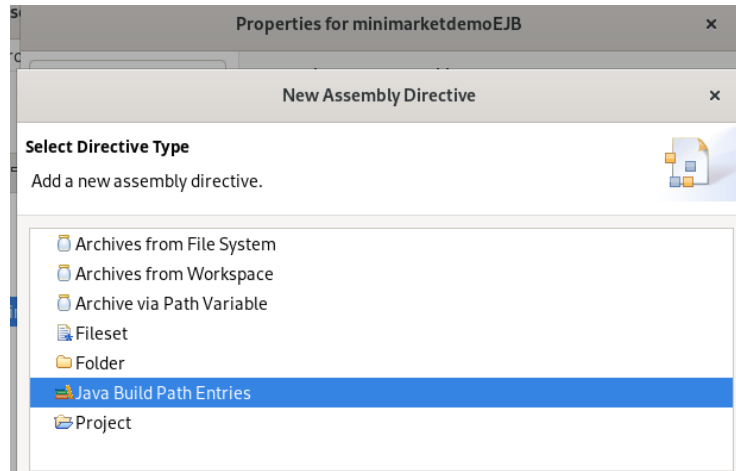 Properties for minimarketdemoEJB
New Assembly Directive
Select Directive Type
Add a new assembly directive.
Archives from File System
Archives from Workspace
Archive via Path Variable
Fileset
Folder
Java Build Path Entries
Project